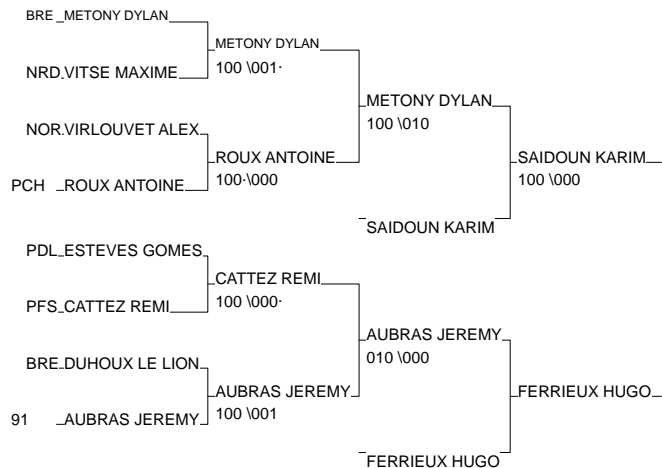 BRE METONY DYLAN
METONY DYLAN
100 \001·
NRD VITSE MAXIME
METONY DYLAN
100 \010
NOR VIRLOUVET ALEX
ROUX ANTOINE
100·\000
SAIDOUN KARIM
100 \000
PCH ROUX ANTOINE
SAIDOUN KARIM
PDL ESTEVES GOMES
CATTEZ REMI
100 \000·
PFS CATTEZ REMI
AUBRAS JEREMY
010 \000
BRE DUHOUX LE LION
AUBRAS JEREMY
100 \001
FERRIEUX HUGO
91 AUBRAS JEREMY
FERRIEUX HUGO